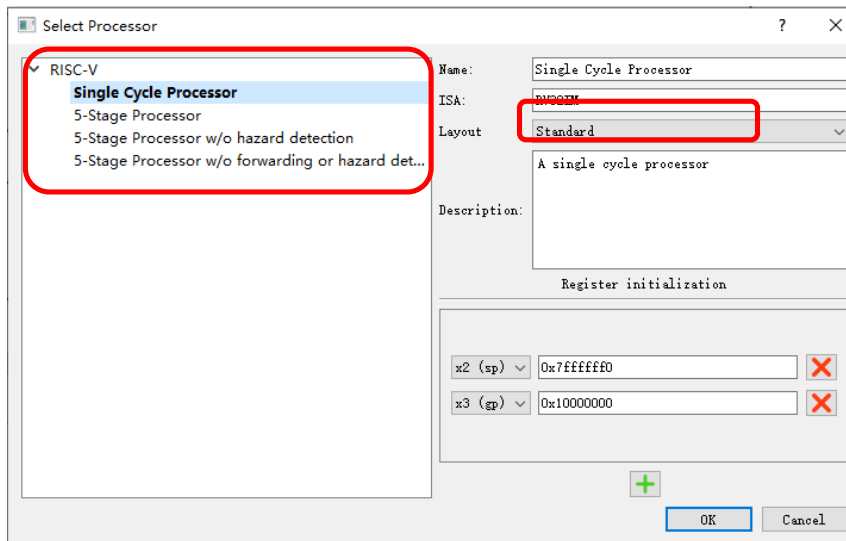 Select Processor
?
RISC-V
Single Cycle Processor
5-Stage Processor
5-Stage Processor w/o hazard detection
5-Stage Processor w/o forwarding or hazard det...
Name:
Single Cycle Processor
ISA:
Layout
Standard
Description:
A single cycle processor
Register initialization
x2 (sp)
0x7ffffff0
x3 (gp)
0x10000000
OK
Cancel